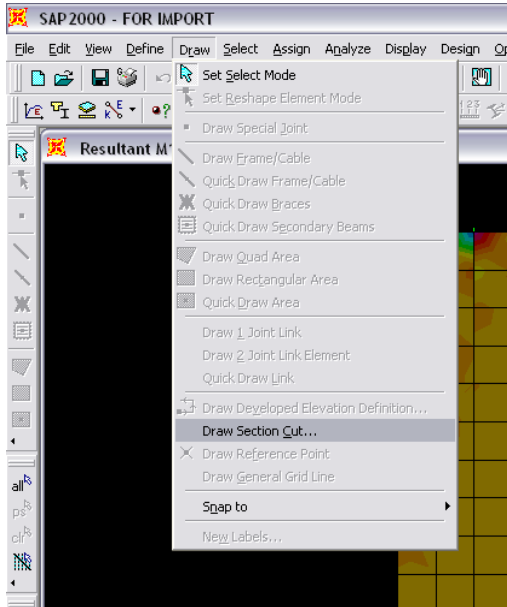 SAP2000 - FOR IMPORT
File Edit View Define Draw Select Assign Analyze Display Design
Set Select Mode
Set Reshape Element Mode
Draw Special Joint
Draw Frame/Cable
Quick Draw Frame/Cable
Quick Draw Braces
Quick Draw Secondary Beams
Draw Quad Area
Draw Rectangular Area
Quick Draw Area
Draw 1 Joint Link
Draw 2 Joint Link Element
Quick Draw Link
Draw Developed Elevation Definition...
Draw Section Cut...
Draw Reference Point
Draw General Grid Line
Snap to
New Labels...
Resultant
all
ps
clr